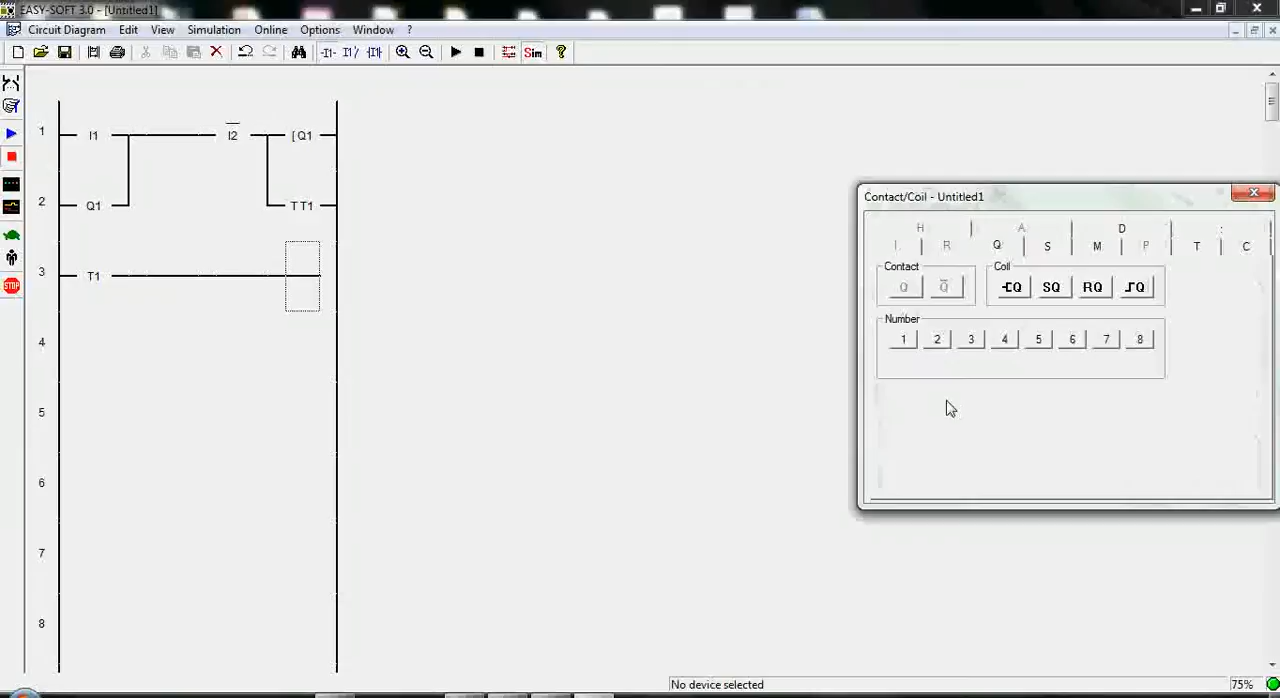 EASY-SOFT 3.0 - [Untitled1]
Circuit Diagram Edit View Simulation Online Options Window ?
Sim
STOP
1 I1 I2 [Q1
2 Q1 TT1
3 T1
4
5
6
7
8
Contact/Coil - Untitled1
H A D :
I R Q S M P T C
Contact Coil
Q Q̅ -[Q SQ RQ ⎍Q
Number
1 2 3 4 5 6 7 8
No device selected 75%